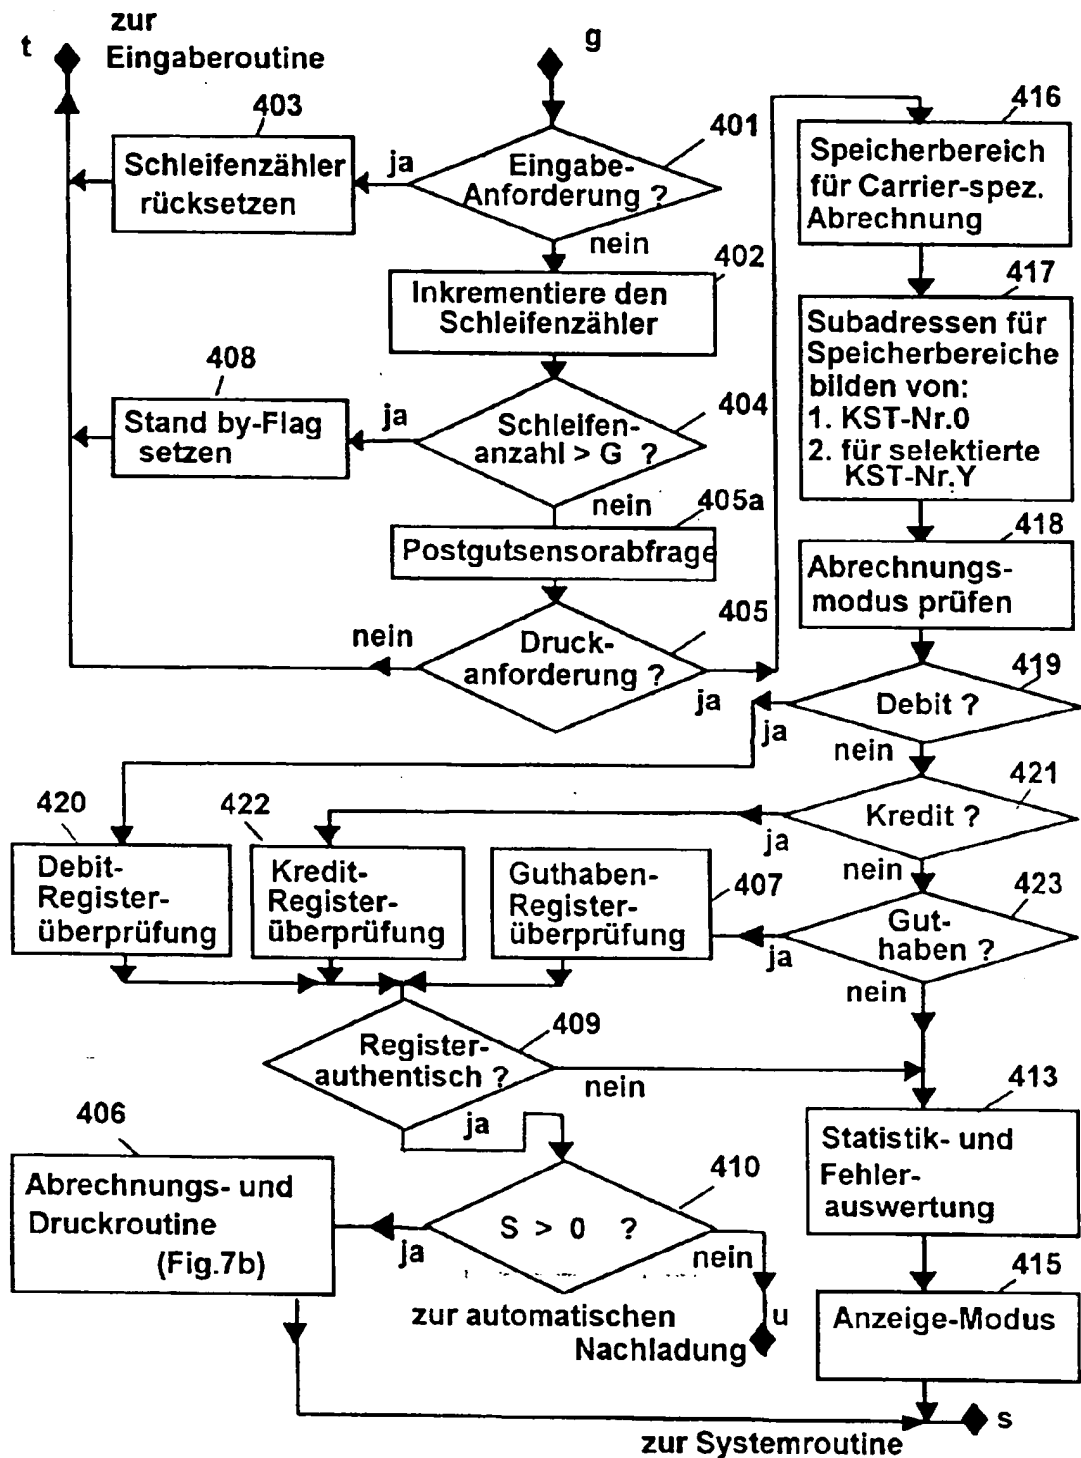 zur
t
Eingaberoutine
g
403
Schleifenzähler
rücksetzen
ja
401
Eingabe-
Anforderung ?
nein
402
Inkrementiere den
Schleifenzähler
408
Stand by-Flag
setzen
ja
404
Schleifen-
anzahl > G ?
nein
405a
Postgutsensorabfrage
405
nein
Druck-
anforderung ?
ja
416
Speicherbereich
für Carrier-spez.
Abrechnung
417
Subadressen für
Speicherbereiche
bilden von:
1. KST-Nr.0
2. für selektierte
KST-Nr.Y
418
Abrechnungs-
modus prüfen
419
Debit ?
ja
nein
421
Kredit ?
ja
nein
423
Gut-
haben ?
ja
nein
420
Debit-
Register-
überprüfung
422
Kredit-
Register-
überprüfung
407
Guthaben-
Register-
überprüfung
409
Register-
authentisch ?
nein
ja
406
Abrechnungs- und
Druckroutine
(Fig.7b)
410
S > 0 ?
ja
nein
zur automatischen
Nachladung
u
413
Statistik- und
Fehler-
auswertung
415
Anzeige-Modus
s
zur Systemroutine